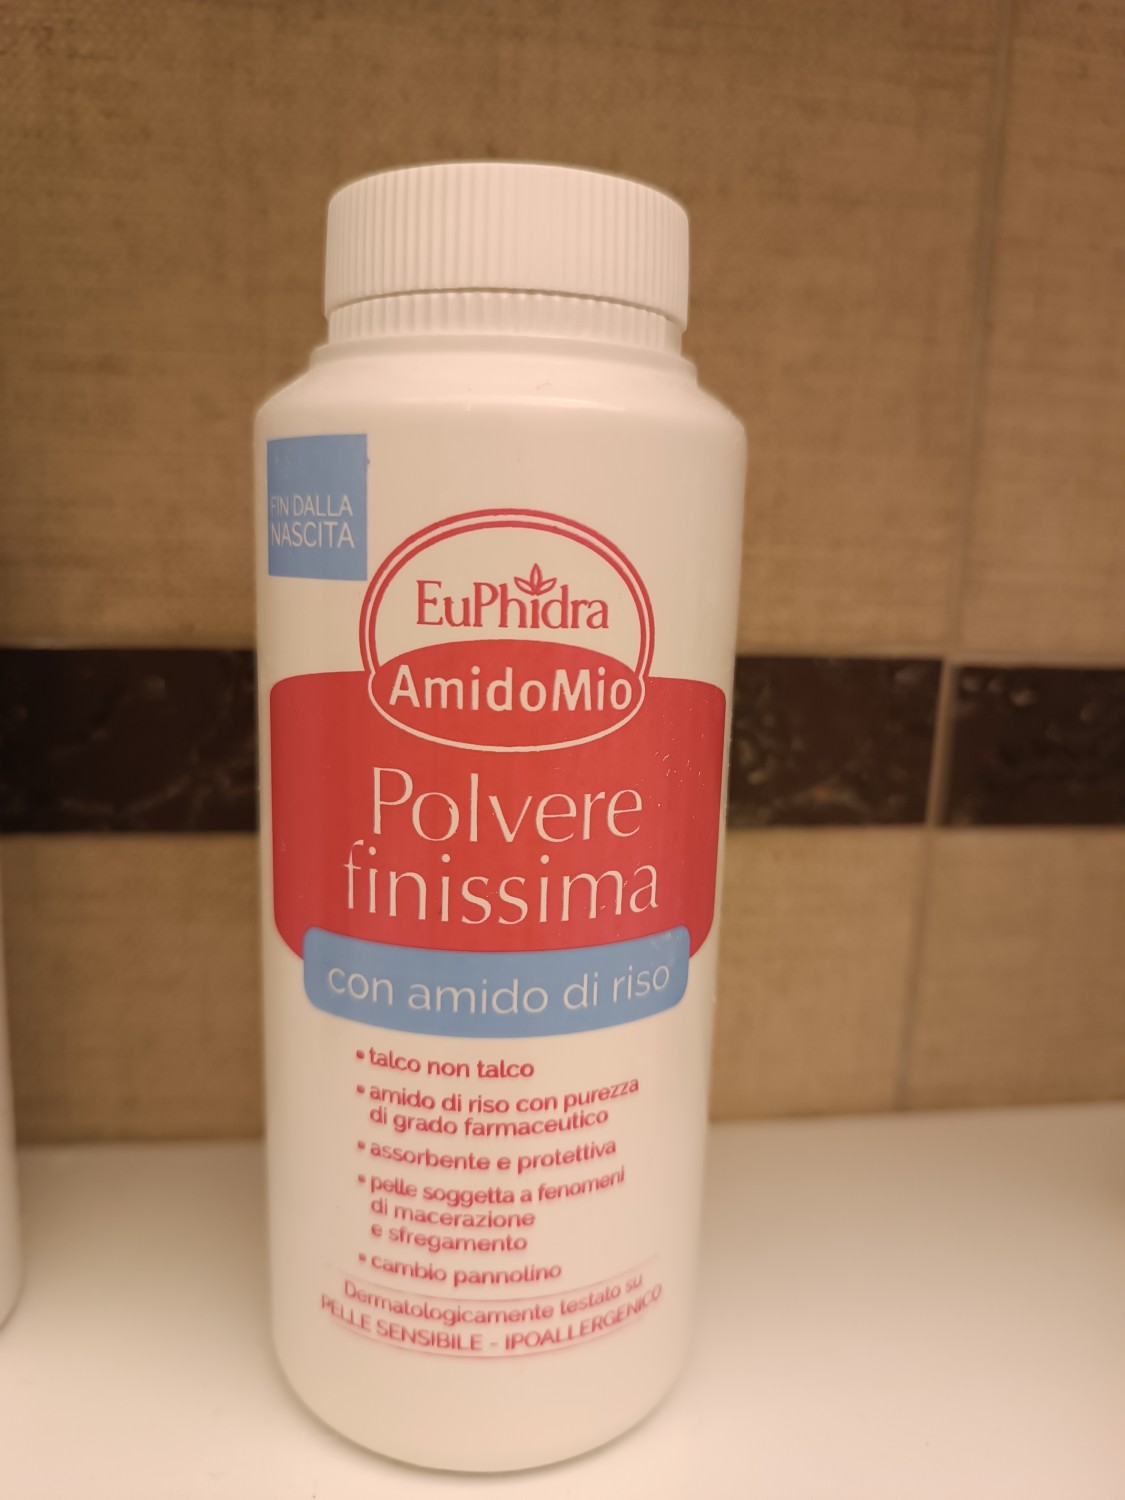 FIN DALLA
NASCITA
EuPhidra
AmidoMio
Polvere
finissima
con amido di riso
• talco non talco
• amido di riso con purezza
di grado farmaceutico
• assorbente e protettiva
• pelle soggetta a fenomeni
di macerazione
e sfregamento
• cambio pannolino
Dermatologicamente testato su
PELLE SENSIBILE - IPOALLERGENICO